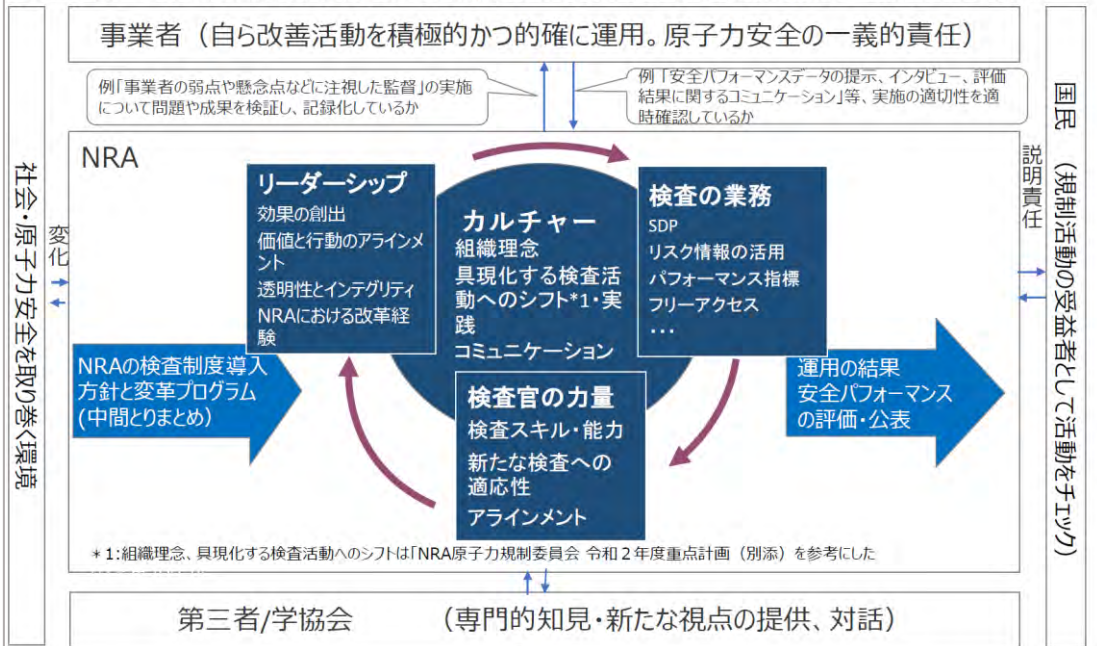 事業者（自ら改善活動を積極的かつ的確に運用。原子力安全の一義的責任）
例「事業者の弱点や懸念点などに注視した監督」の実施
について問題や成果を検証し、記録化しているか
例「安全パフォーマンスデータの提示、インタビュー、評価
結果に関するコミュニケーション」等、実施の適切性を適
時確認しているか
社会・原子力安全を取り巻く環境
変化
NRA
リーダーシップ
効果の創出
価値と行動のアラインメ
ント
透明性とインテグリティ
NRAにおける改革経
験
カルチャー
組織理念
具現化する検査活
動へのシフト*1・実
践
コミュニケーション
検査の業務
SDP
リスク情報の活用
パフォーマンス指標
フリーアクセス
・・・
NRAの検査制度導入
方針と変革プログラム
(中間とりまとめ）
検査官の力量
検査スキル・能力
新たな検査への
適応性
アラインメント
運用の結果
安全パフォーマンス
の評価・公表
説明責任
国民　（規制活動の受益者として活動をチェック）
＊1:組織理念、具現化する検査活動へのシフトは「NRA原子力規制委員会 令和２年度重点計画（別添）を参考にした
第三者/学協会　　　（専門的知見・新たな視点の提供、対話）